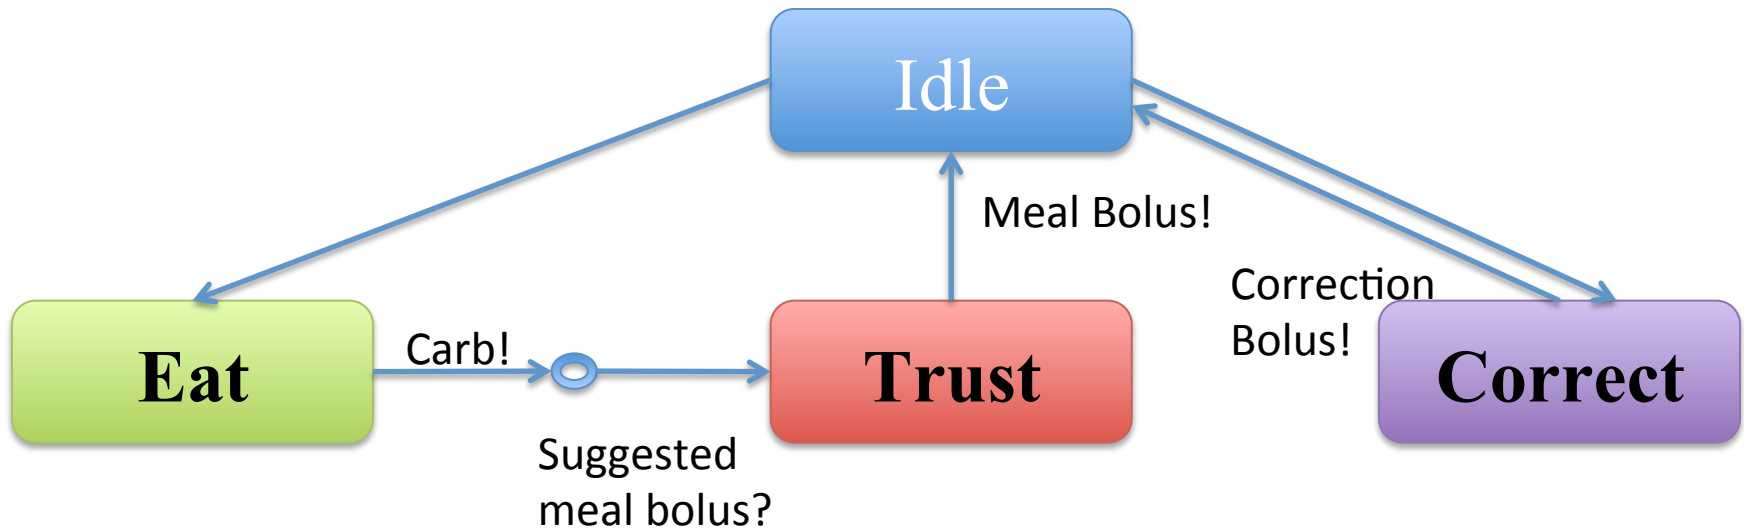 Idle
Meal Bolus!
Correction
Bolus!
Carb!
Eat
Trust
Correct
Suggested
meal bolus?